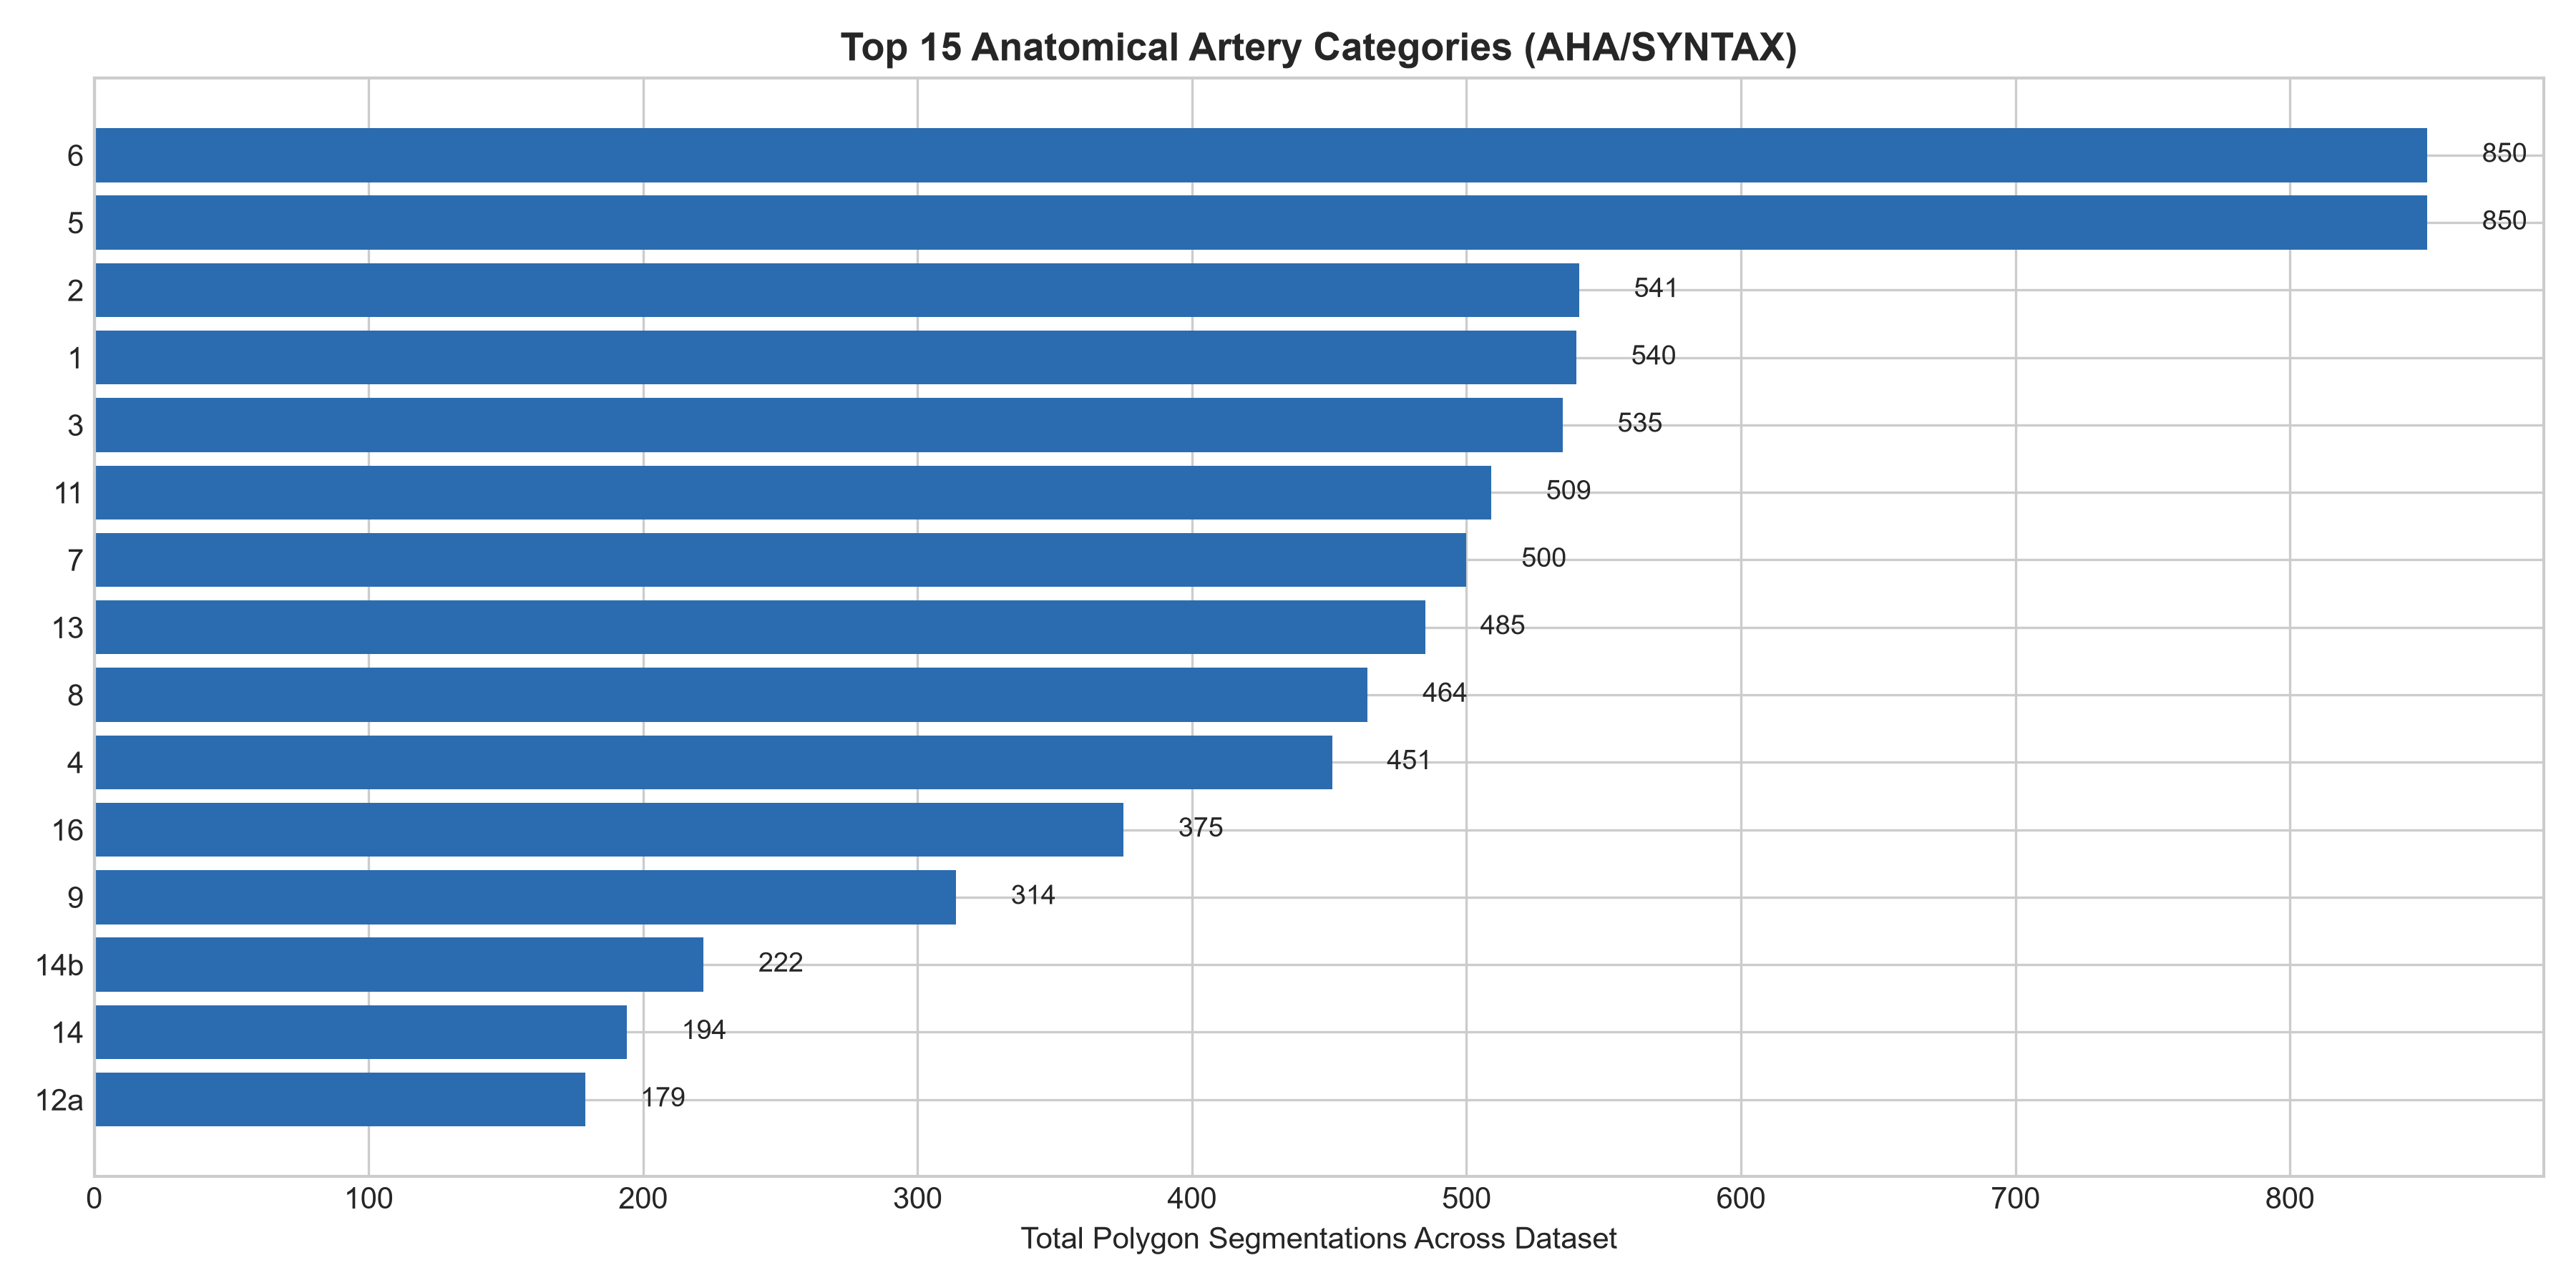 Top 15 Anatomical Artery Categories (AHA/SYNTAX)
6 850
5 850
2 541
1 540
3 535
11 509
7 500
13 485
8 464
4 451
16 375
9 314
14b 222
14 194
12a 179
0 100 200 300 400 500 600 700 800
Total Polygon Segmentations Across Dataset